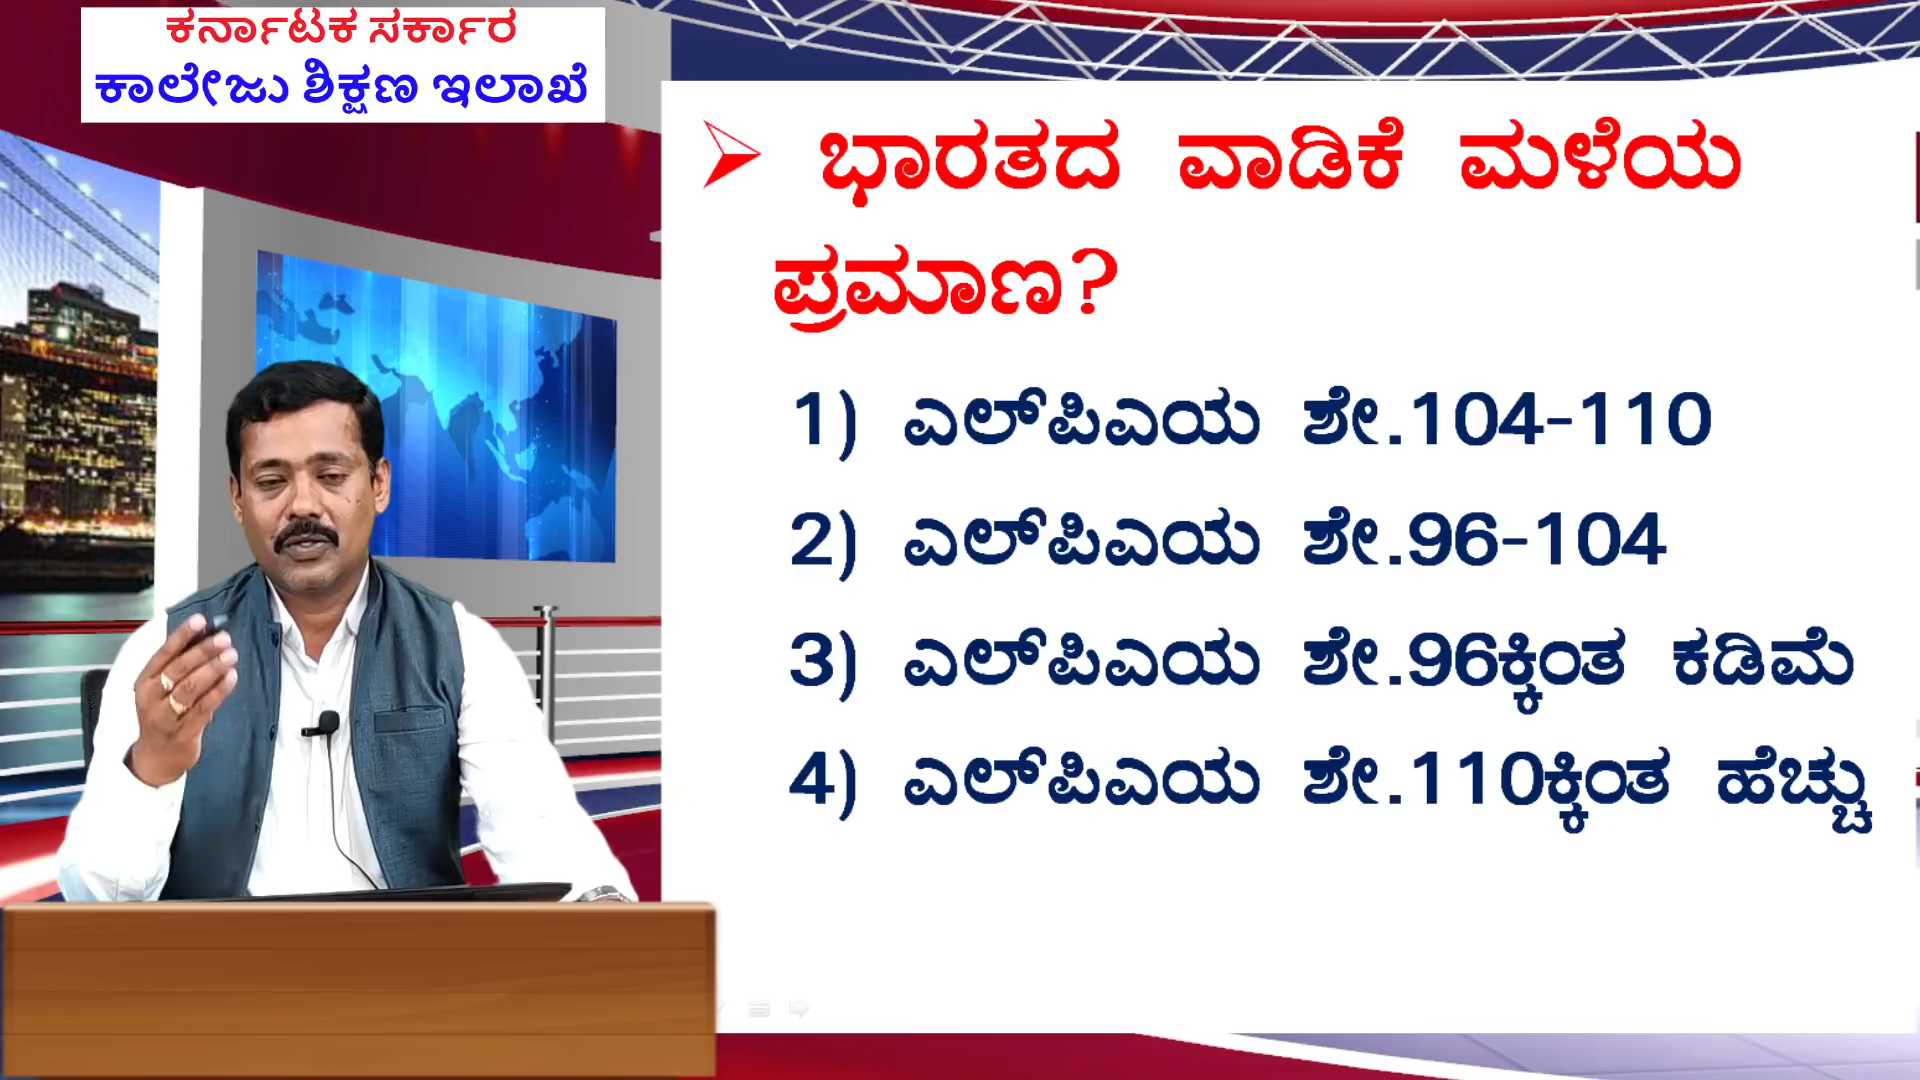 ಕರ್ನಾಟಕ ಸರ್ಕಾರ
ಕಾಲೇಜು ಶಿಕ್ಷಣ ಇಲಾಖೆ
ಭಾರತದ ವಾಡಿಕೆ ಮಳೆಯ
ಪ್ರಮಾಣ?
1) ಎಲ್‌ಪಿಎಯ ಶೇ.104-110
2) ಎಲ್‌ಪಿಎಯ ಶೇ.96-104
3) ಎಲ್‌ಪಿಎಯ ಶೇ.96ಕ್ಕಿಂತ ಕಡಿಮೆ
4) ಎಲ್‌ಪಿಎಯ ಶೇ.110ಕ್ಕಿಂತ ಹೆಚ್ಚು